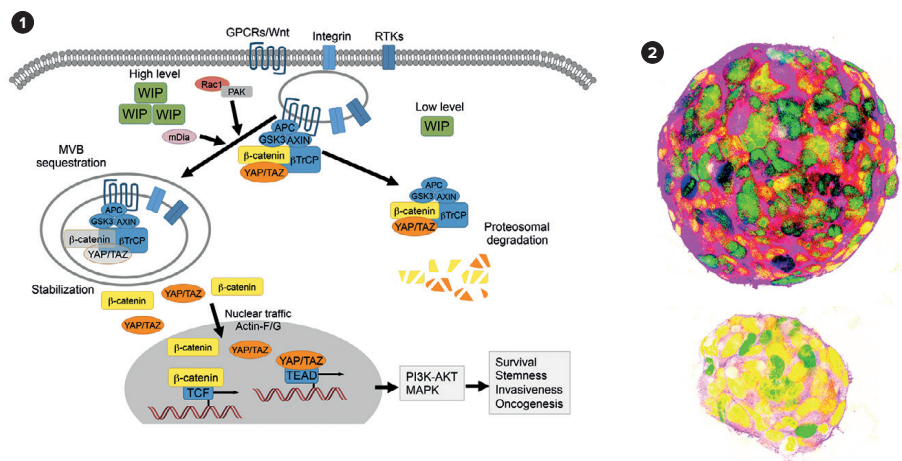 1
2
GPCRs/Wnt
Integrin
RTKs
High level
WIP
WIP
WIP
Rac1
PAK
mDia
APC
GSK3
AXIN
β-catenin
βTrCP
YAP/TAZ
Low level
WIP
MVB
sequestration
APC
GSK3
AXIN
β-catenin
βTrCP
YAP/TAZ
APC
GSK3
AXIN
β-catenin
βTrCP
YAP/TAZ
Proteosomal
degradation
Stabilization
β-catenin
YAP/TAZ
β-catenin
YAP/TAZ
Nuclear traffic
Actin-F/G
β-catenin
YAP/TAZ
β-catenin
TCF
YAP/TAZ
TEAD
PI3K-AKT
MAPK
Survival
Stemness
Invasiveness
Oncogenesis